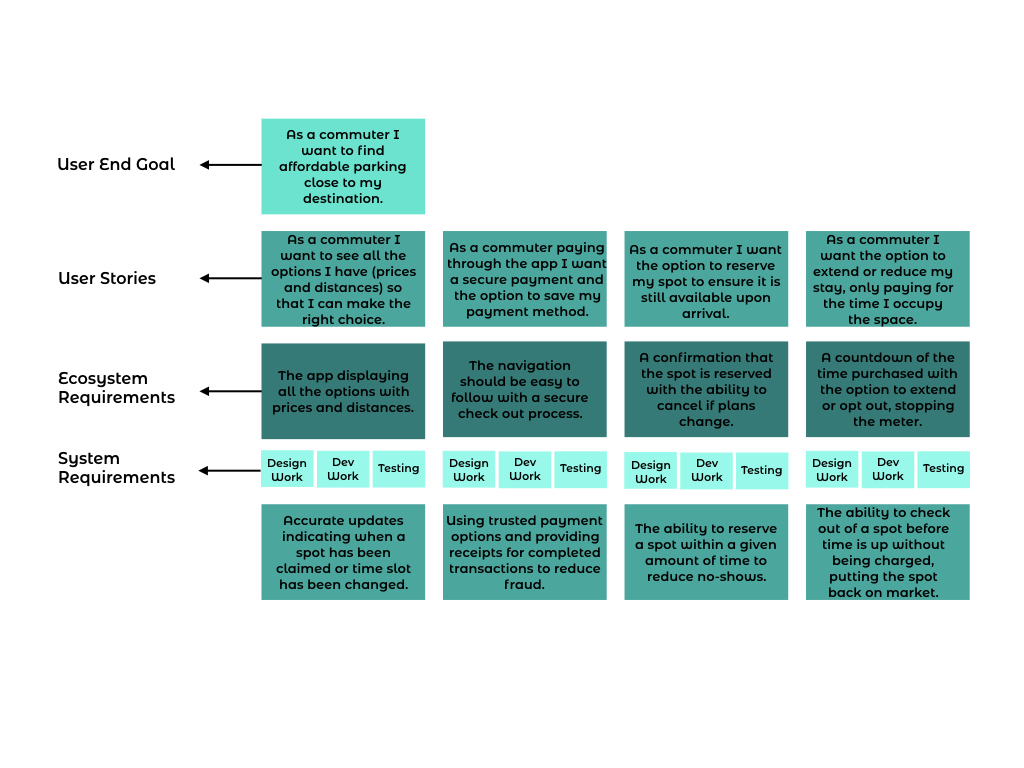 User End Goal
As a commuter I
want to find
affordable parking
close to my
destination.
User Stories
As a commuter I
want to see all the
options I have (prices
and distances) so
that I can make the
right choice.
As a commuter paying
through the app I want
a secure payment and
the option to save my
payment method.
As a commuter I want
the option to reserve
my spot to ensure it is
still available upon
arrival.
As a commuter I
want the option to
extend or reduce my
stay, only paying for
the time I occupy
the space.
Ecosystem
Requirements
The app displaying
all the options with
prices and distances.
The navigation
should be easy to
follow with a secure
check out process.
A confirmation that
the spot is reserved
with the ability to
cancel if plans
change.
A countdown of the
time purchased with
the option to extend
or opt out, stopping
the meter.
System
Requirements
Design
Work
Dev
Work
Testing
Design
Work
Dev
Work
Testing
Design
Work
Dev
Work
Testing
Design
Work
Dev
Work
Testing
Accurate updates
indicating when a
spot has been
claimed or time slot
has been changed.
Using trusted payment
options and providing
receipts for completed
transactions to reduce
fraud.
The ability to reserve
a spot within a given
amount of time to
reduce no-shows.
The ability to check
out of a spot before
time is up without
being charged,
putting the spot
back on market.